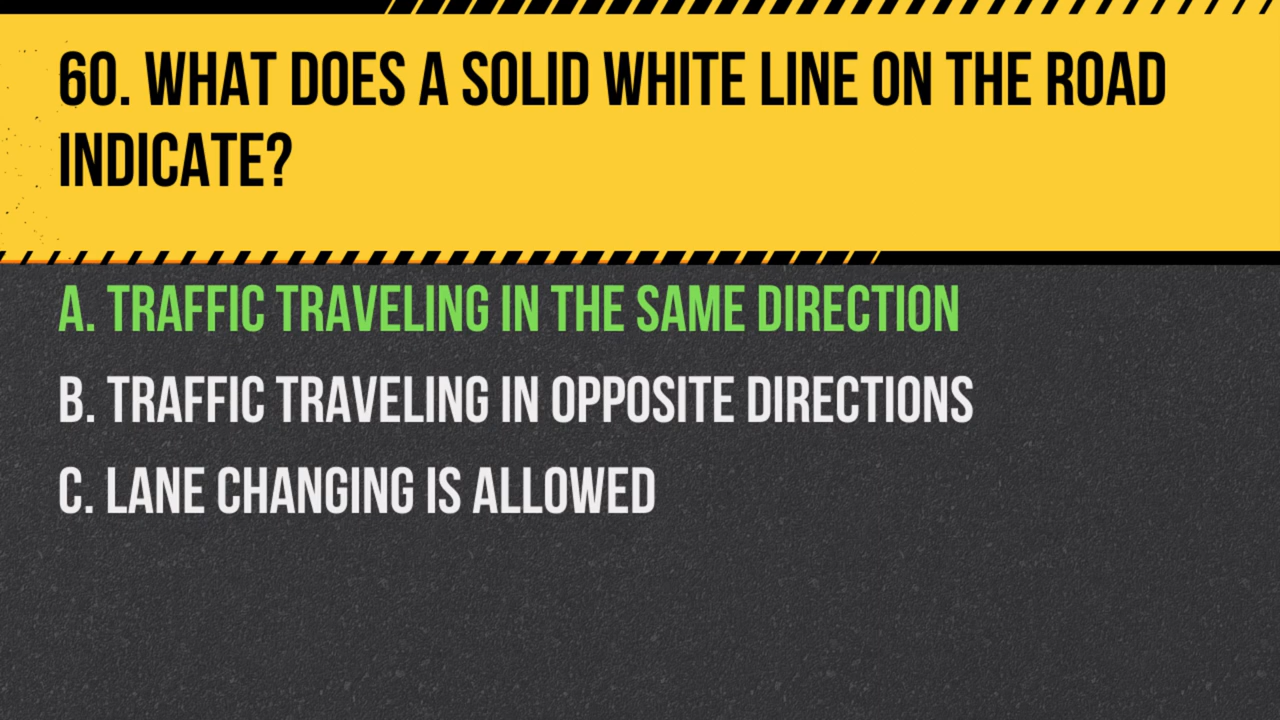 60. WHAT DOES A SOLID WHITE LINE ON THE ROAD
INDICATE?
A. TRAFFIC TRAVELING IN THE SAME DIRECTION
B. TRAFFIC TRAVELING IN OPPOSITE DIRECTIONS
C. LANE CHANGING IS ALLOWED